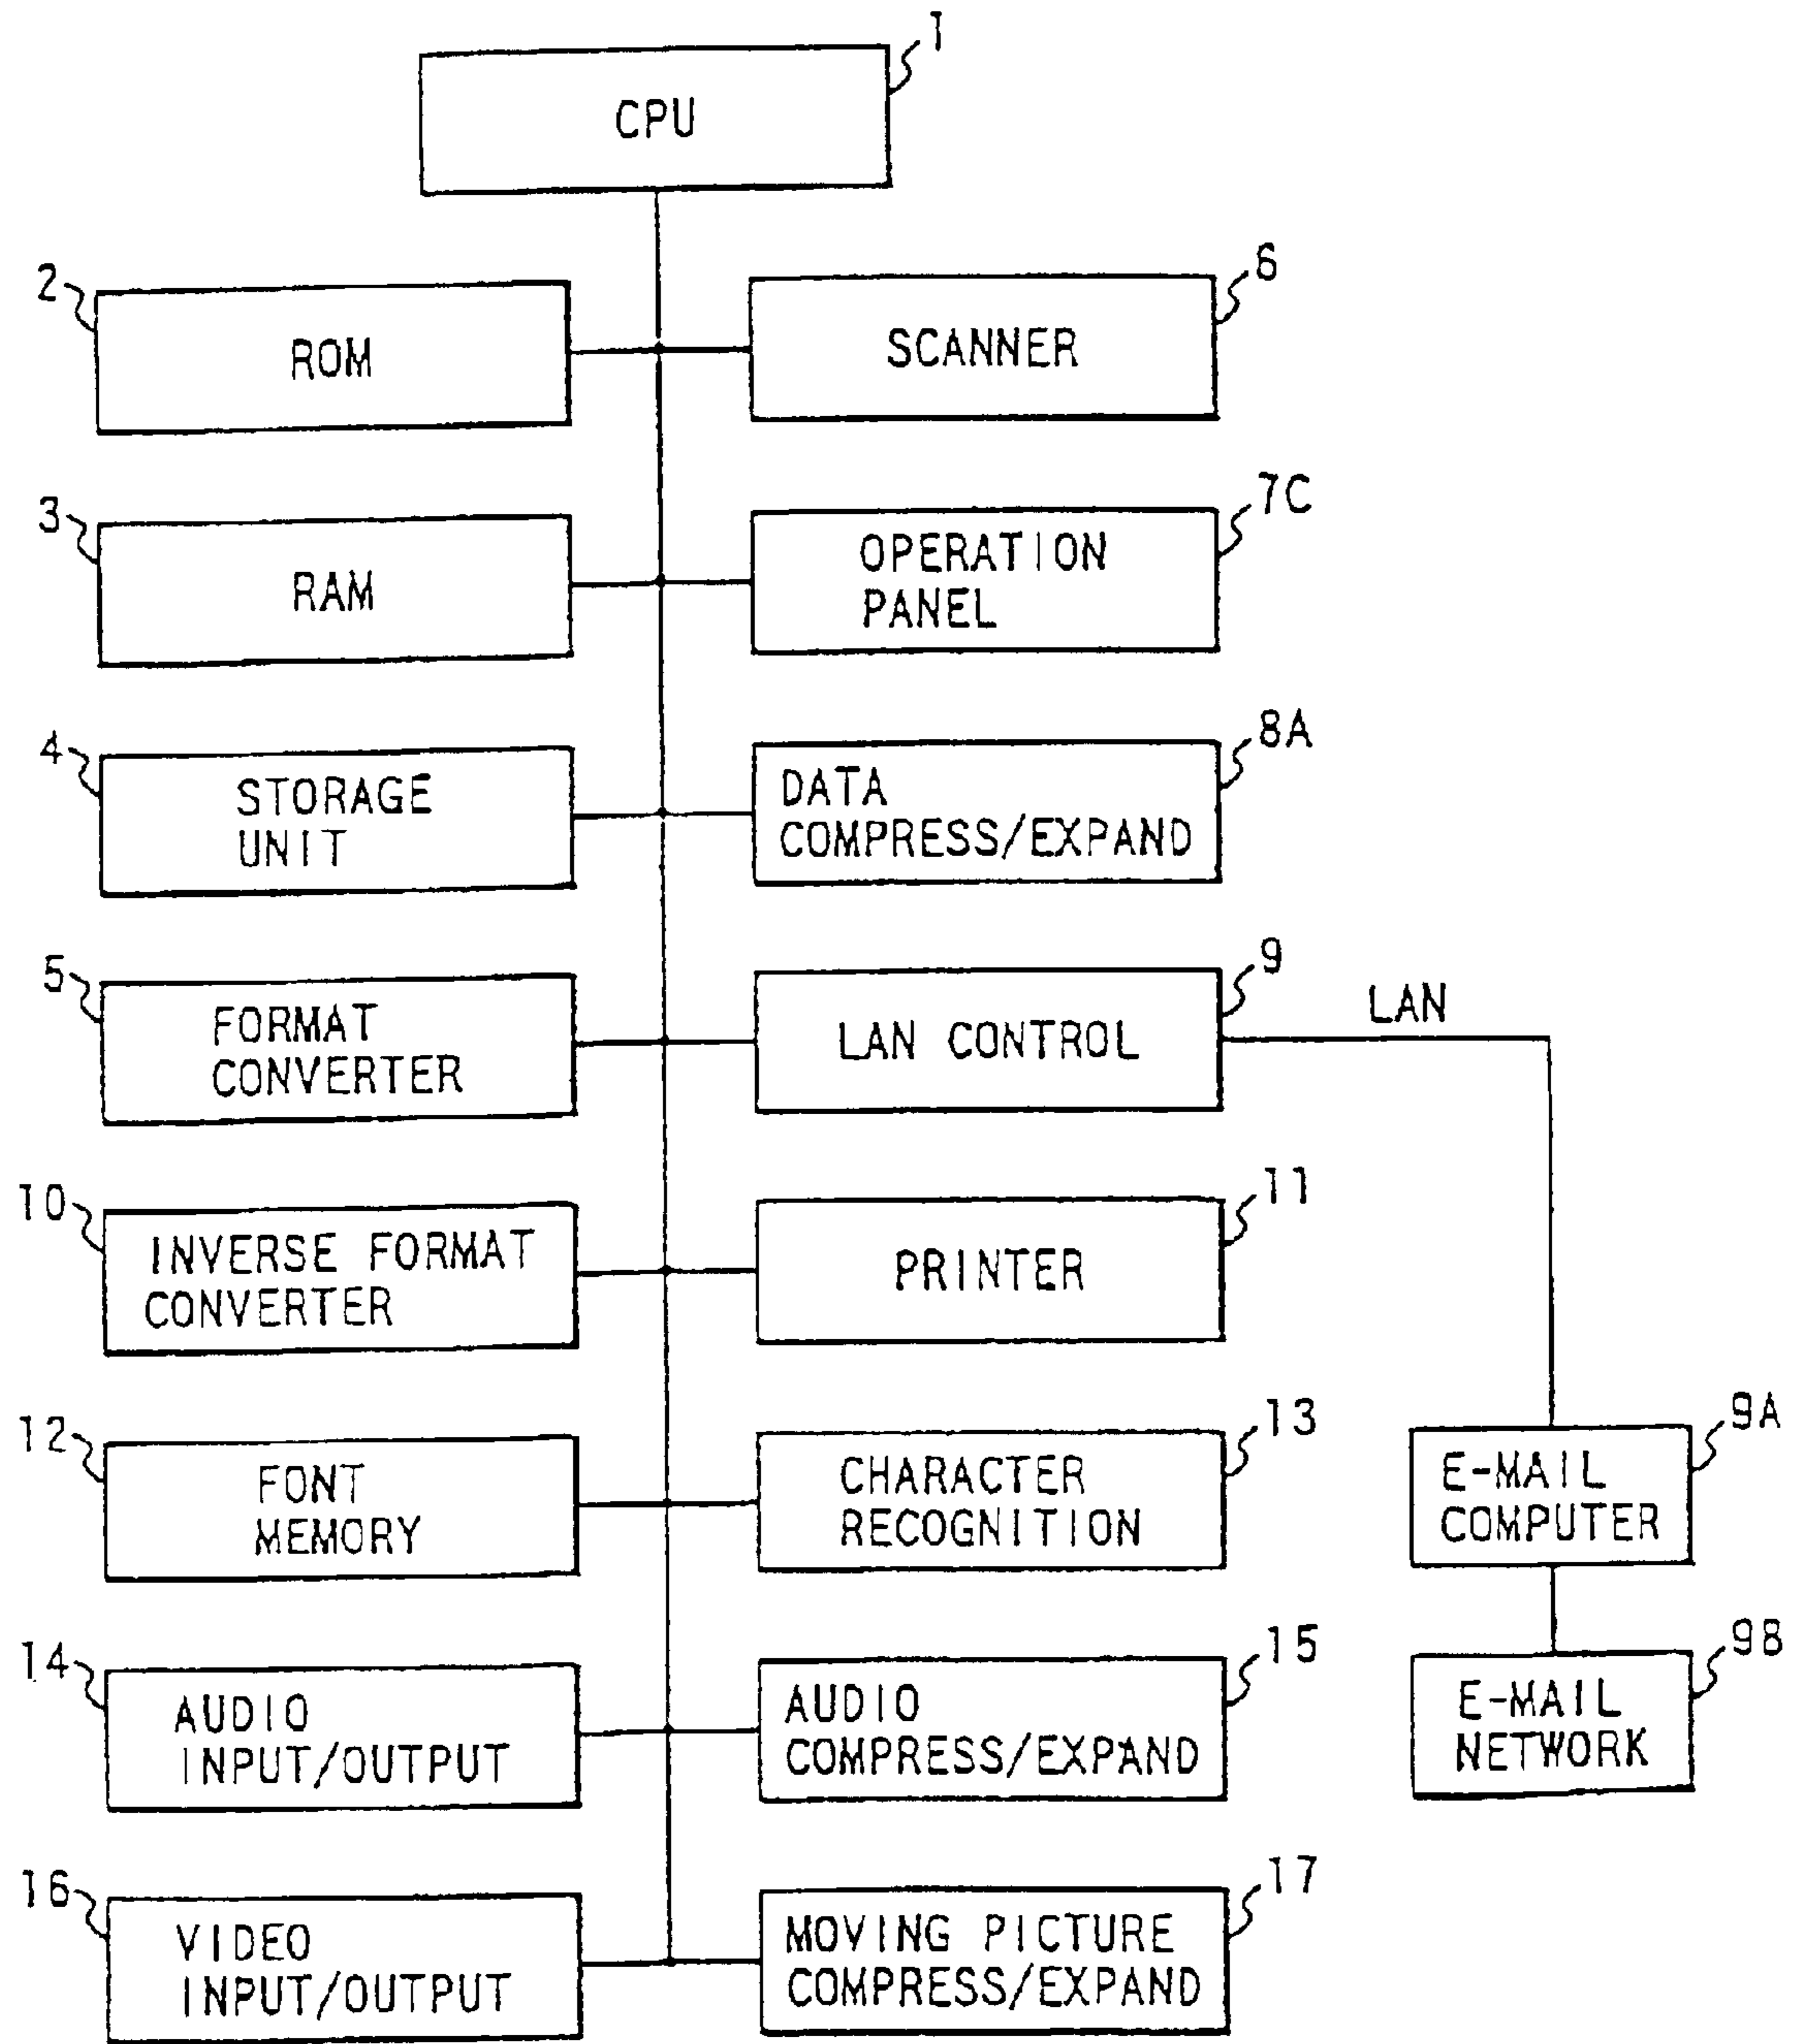 1
CPU
2
ROM
6
SCANNER
3
RAM
7C
OPERATION
PANEL
4
STORAGE
UNIT
8A
DATA
COMPRESS/EXPAND
5
FORMAT
CONVERTER
9
LAN CONTROL
LAN
10
INVERSE FORMAT
CONVERTER
11
PRINTER
12
FONT
MEMORY
13
CHARACTER
RECOGNITION
9A
E-MAIL
COMPUTER
14
AUDIO
INPUT/OUTPUT
15
AUDIO
COMPRESS/EXPAND
9B
E-MAIL
NETWORK
16
VIDEO
INPUT/OUTPUT
17
MOVING PICTURE
COMPRESS/EXPAND